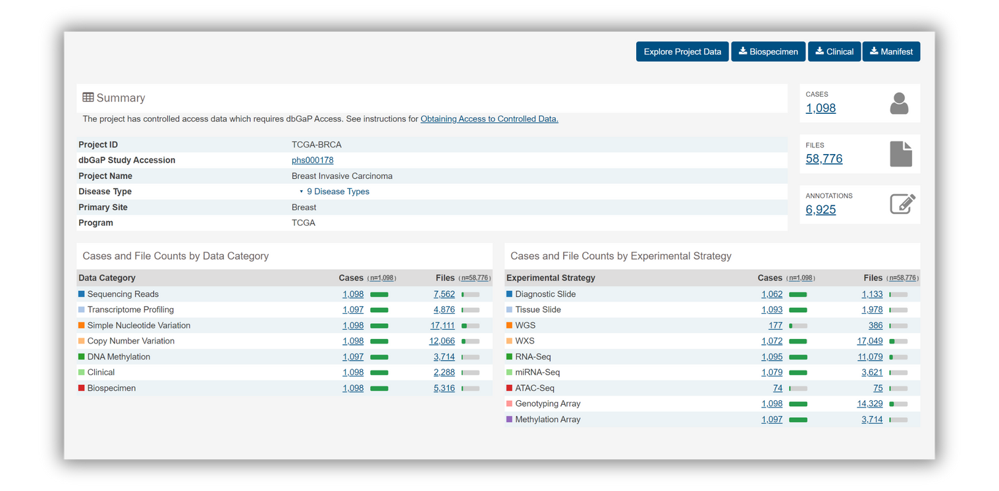 Explore Project Data Biospecimen Clinical Manifest
Summary
The project has controlled access data which requires dbGaP Access. See instructions for Obtaining Access to Controlled Data.
Project ID TCGA-BRCA
dbGaP Study Accession phs000178
Project Name Breast Invasive Carcinoma
Disease Type 9 Disease Types
Primary Site Breast
Program TCGA
CASES
1,098
FILES
58,776
ANNOTATIONS
6,925
Cases and File Counts by Data Category
Data Category Cases (n=1,098) Files (n=58,776)
Sequencing Reads 1,098 7,562
Transcriptome Profiling 1,097 4,876
Simple Nucleotide Variation 1,098 17,111
Copy Number Variation 1,098 12,066
DNA Methylation 1,097 3,714
Clinical 1,098 2,288
Biospecimen 1,098 5,316
Cases and File Counts by Experimental Strategy
Experimental Strategy Cases (n=1,098) Files (n=58,776)
Diagnostic Slide 1,062 1,133
Tissue Slide 1,093 1,978
WGS 177 386
WXS 1,072 17,049
RNA-Seq 1,095 11,079
miRNA-Seq 1,079 3,621
ATAC-Seq 74 75
Genotyping Array 1,098 14,329
Methylation Array 1,097 3,714